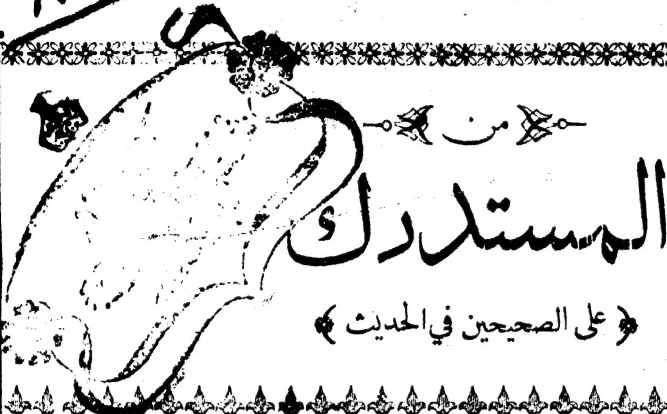 من
المستدرك
﴿ على الصحيحين في الحديث ﴾